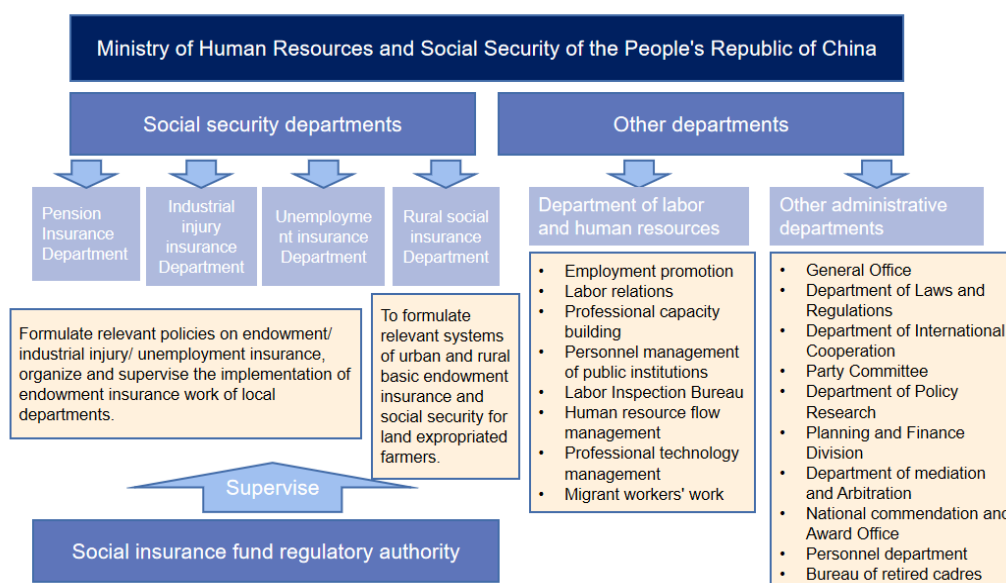 Ministry of Human Resources and Social Security of the People's Republic of China
Social security departments
Other departments
Pension
Insurance
Department
Industrial
injury
insurance
Department
Unemployme
nt insurance
Department
Rural social
insurance
Department
Department of labor
and human resources
Other administrative
departments
Formulate relevant policies on endowment/
industrial injury/ unemployment insurance,
organize and supervise the implementation of
endowment insurance work of local
departments.
To formulate
relevant systems
of urban and rural
basic endowment
insurance and
social security for
land expropriated
farmers.
• Employment promotion
• Labor relations
• Professional capacity
building
• Personnel management
of public institutions
• Labor Inspection Bureau
• Human resource flow
management
• Professional technology
management
• Migrant workers' work
• General Office
• Department of Laws and
Regulations
• Department of International
Cooperation
• Party Committee
• Department of Policy
Research
• Planning and Finance
Division
• Department of mediation
and Arbitration
• National commendation and
Award Office
• Personnel department
• Bureau of retired cadres
Supervise
Social insurance fund regulatory authority